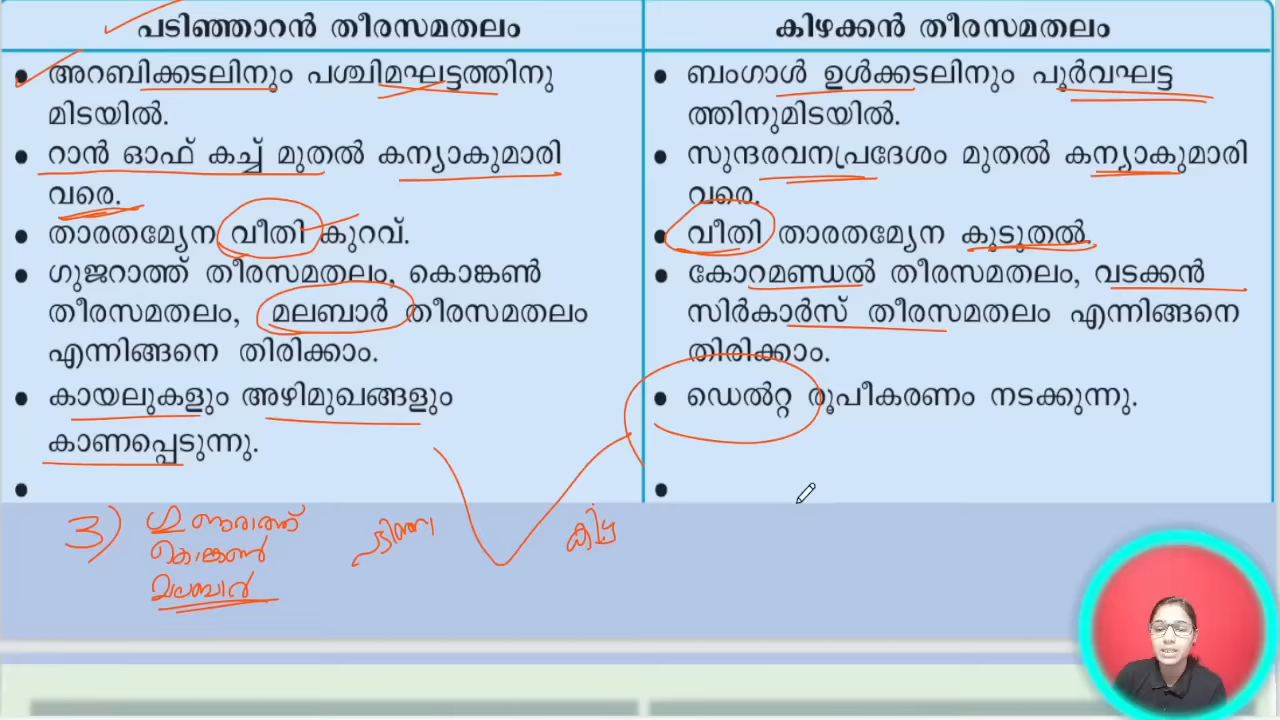 പടിഞ്ഞാറൻ തീരസമതലം
• അറബിക്കടലിനും പശ്ചിമഘട്ടത്തിനു
മിടയിൽ.
• റാൻ ഓഫ് കച്ച് മുതൽ കന്യാകുമാരി
വരെ.
• താരതമ്യേന വീതി കുറവ്.
• ഗുജറാത്ത് തീരസമതലം, കൊങ്കൺ
തീരസമതലം, മലബാർ തീരസമതലം
എന്നിങ്ങനെ തിരിക്കാം.
• കായലുകളും അഴിമുഖങ്ങളും
കാണപ്പെടുന്നു.
•
കിഴക്കൻ തീരസമതലം
• ബംഗാൾ ഉൾക്കടലിനും പൂർവഘട്ട
ത്തിനുമിടയിൽ.
• സുന്ദരവനപ്രദേശം മുതൽ കന്യാകുമാരി
വരെ.
• വീതി താരതമ്യേന കൂടുതൽ.
• കോറമണ്ഡൽ തീരസമതലം, വടക്കൻ
സിർകാർസ് തീരസമതലം എന്നിങ്ങനെ
തിരിക്കാം.
• ഡെൽറ്റ രൂപീകരണം നടക്കുന്നു.
•
3) ഗുജറാത്ത്
കൊങ്കൺ
മലബാർ